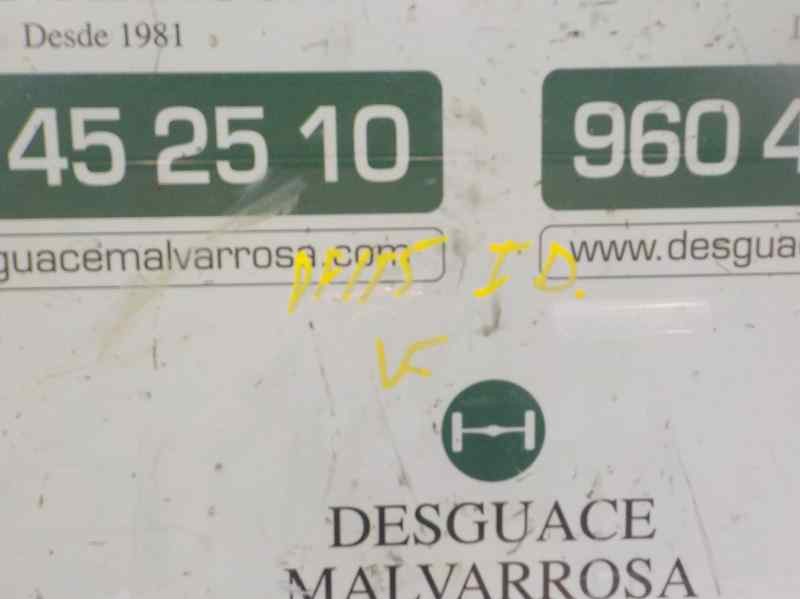 Desde 1981
45 25 10
960 4
guacemalvarrosa.com
www.desgua
I D.
DESGUACE
MALVARROSA